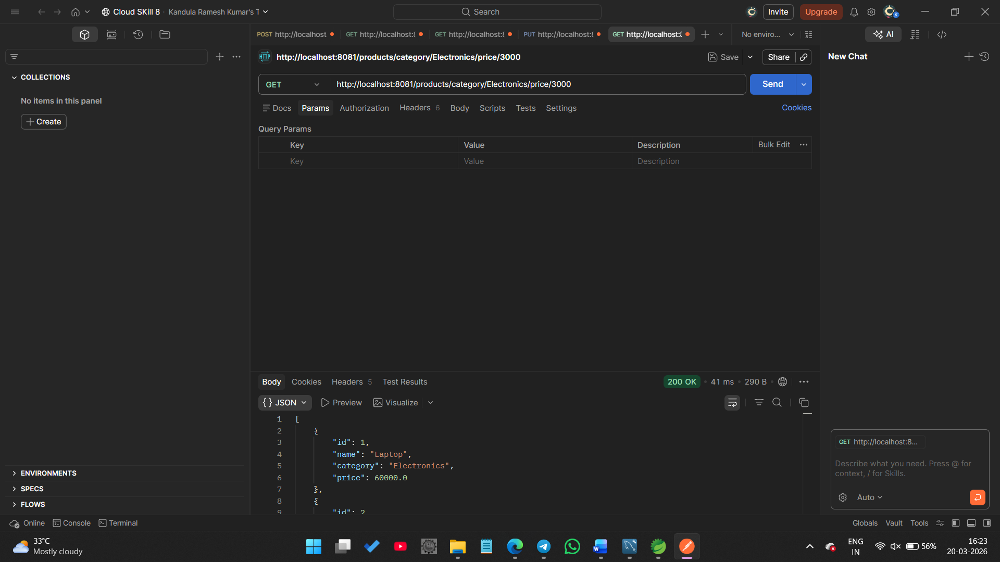 Cloud SKill 8 · Kandula Ramesh Kumar's T
Search
Invite
Upgrade
POST http://localhost
GET http://localhost:
GET http://localhost:
PUT http://localhost:
GET http://localhost:
No enviro...
AI
http://localhost:8081/products/category/Electronics/price/3000
Save
Share
New Chat
COLLECTIONS
No items in this panel
Create
GET http://localhost:8081/products/category/Electronics/price/3000
Send
Docs Params Authorization Headers 6 Body Scripts Tests Settings
Cookies
Query Params
Key Value Description Bulk Edit
Key Value Description
Body Cookies Headers 5 Test Results
200 OK • 41 ms • 290 B
{} JSON Preview Visualize
1 [
2 {
3 "id": 1,
4 "name": "Laptop",
5 "category": "Electronics",
6 "price": 60000.0
7 },
8 {
9 "id": 2
GET http://localhost:8...
Describe what you need. Press @ for
context, / for Skills.
Auto
ENVIRONMENTS
SPECS
FLOWS
Online Console Terminal
Globals Vault Tools
33°C
Mostly cloudy
ENG
IN
56%
16:23
20-03-2026